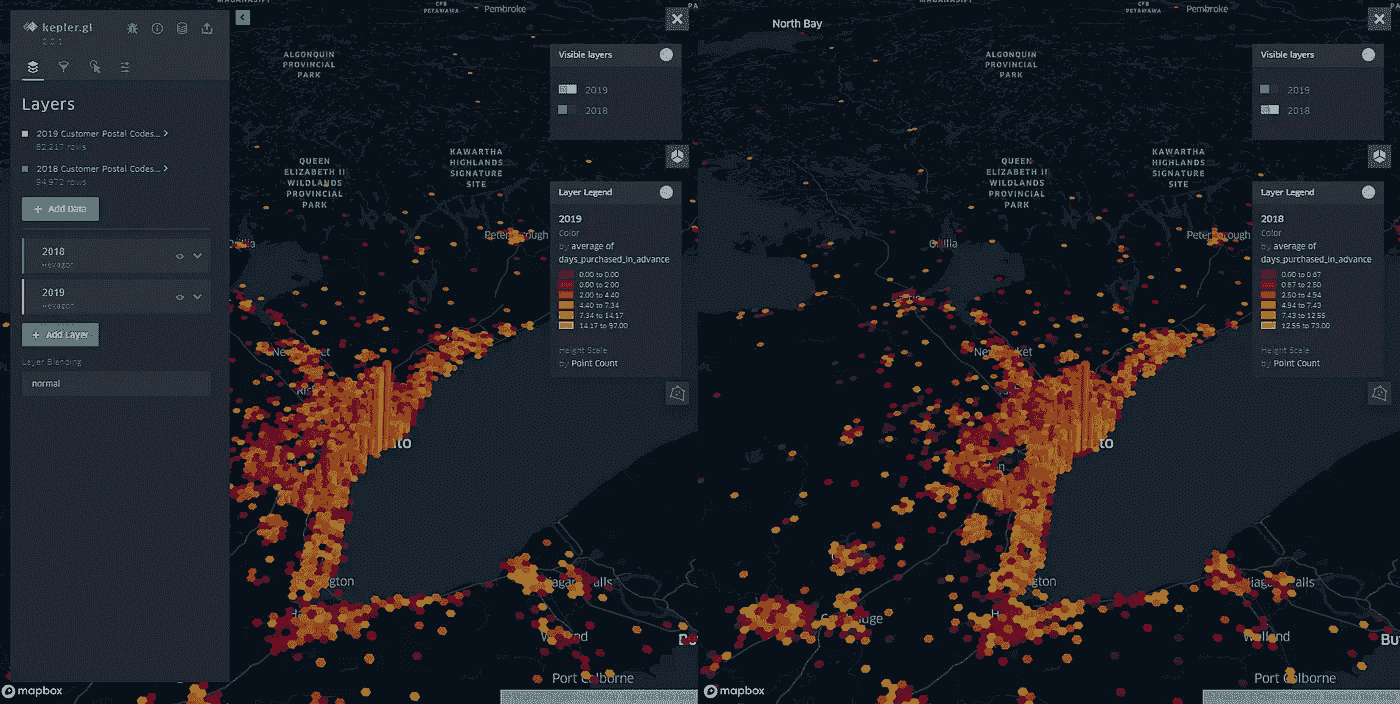 kepler.gl
2.0.1
Layers
2019 Customer Postal Codes...
82,217 rows
2018 Customer Postal Codes...
94,972 rows
+ Add Data
2018
Hexagon
2019
Hexagon
+ Add Layer
Layer Blending
normal
mapbox
CFB
PETAWAWA
Pembroke
ALGONQUIN
PROVINCIAL
PARK
QUEEN
ELIZABETH II
WILDLANDS
PROVINCIAL
PARK
KAWARTHA
HIGHLANDS
SIGNATURE
SITE
Port Colborne
Visible layers
2019
2018
Layer Legend
2019
Color
by average of
days_purchased_in_advance
0.00 to 0.00
0.00 to 2.00
2.00 to 4.40
4.40 to 7.34
7.34 to 14.17
14.17 to 97.00
Height Scale
by Point Count
North Bay
CFB
PETAWAWA
Pembroke
ALGONQUIN
PROVINCIAL
PARK
QUEEN
ELIZABETH II
WILDLANDS
PROVINCIAL
PARK
KAWARTHA
HIGHLANDS
SIGNATURE
SITE
Orillia
Welland
Port Colborne
mapbox
Visible layers
2019
2018
Layer Legend
2018
Color
by average of
days_purchased_in_advance
0.00 to 0.67
0.67 to 2.50
2.50 to 4.94
4.94 to 7.43
7.43 to 12.55
12.55 to 73.00
Height Scale
by Point Count